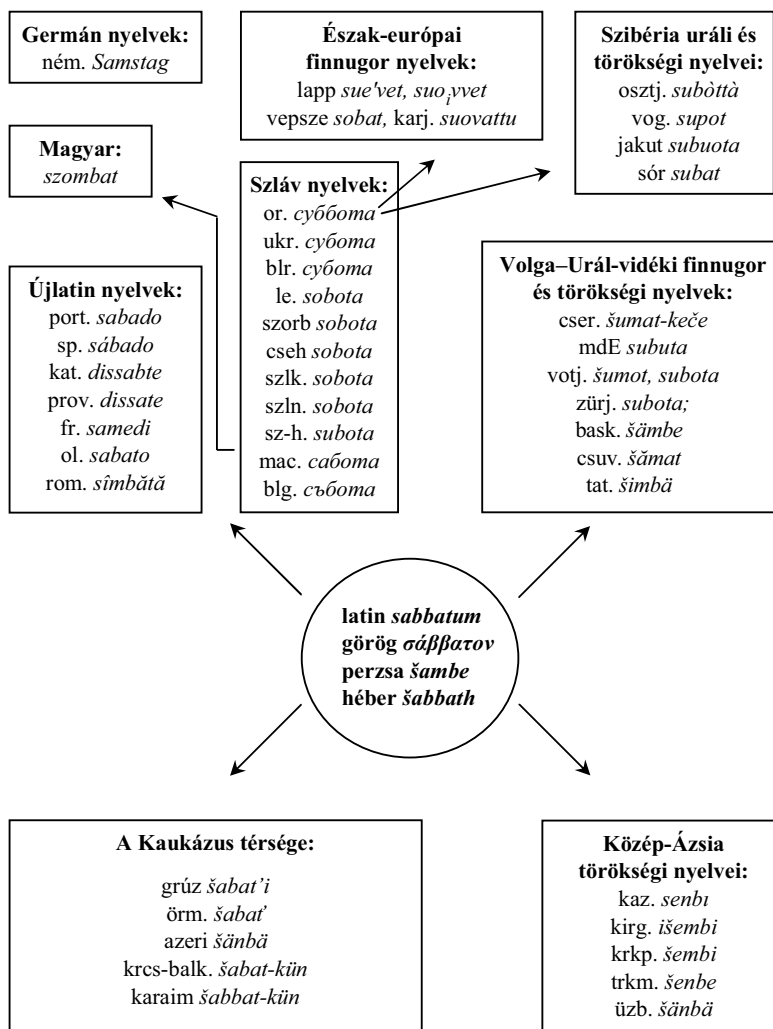 Germán nyelvek:
ném. Samstag
Észak-európai
finnugor nyelvek:
lapp sue'vet, suoᵢvvet
vepsze sobat, karj. suovattu
Szibéria uráli és
törökségi nyelvei:
osztj. subòttà
vog. supot
jakut subuota
sór subat
Magyar:
szombat
Szláv nyelvek:
or. суббота
ukr. субота
blr. субота
le. sobota
szorb sobota
cseh sobota
szlk. sobota
szln. sobota
sz-h. subota
mac. сабота
blg. събота
Újlatin nyelvek:
port. sabado
sp. sábado
kat. dissabte
prov. dissate
fr. samedi
ol. sabato
rom. sîmbătă
Volga–Urál-vidéki finnugor
és törökségi nyelvek:
cser. šumat-keče
mdE subuta
votj. šumot, subota
zürj. subota;
bask. šämbe
csuv. šămat
tat. šimbä
latin sabbatum
görög σάββατον
perzsa šambe
héber šabbath
A Kaukázus térsége:
grúz šabat’i
örm. šabat’
azeri šänbä
krcs-balk. šabat-kün
karaim šabbat-kün
Közép-Ázsia
törökségi nyelvei:
kaz. senbı
kirg. išembi
krkp. šembi
trkm. šenbe
üzb. šänbä